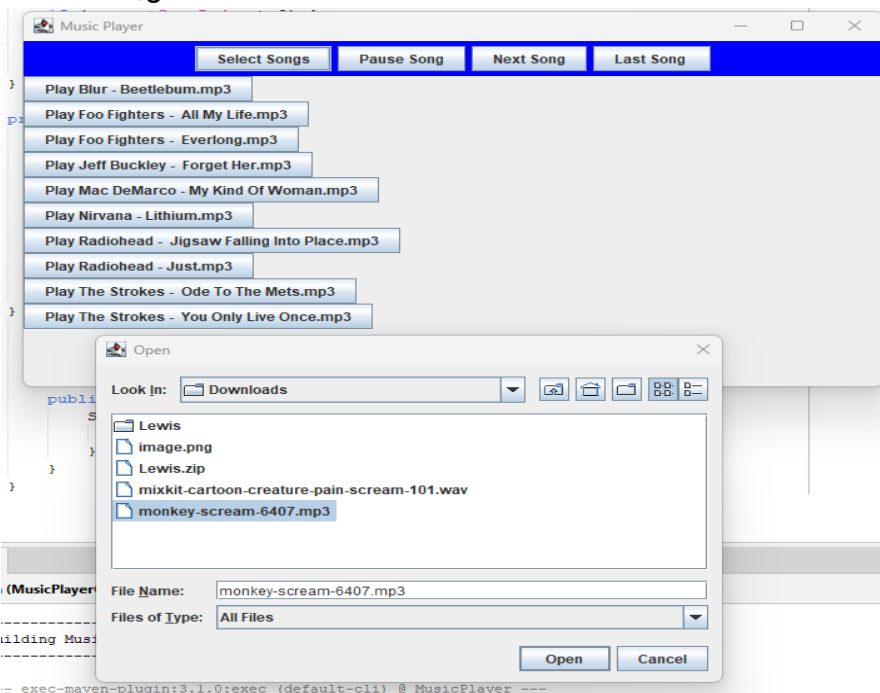 Music Player
Select Songs Pause Song Next Song Last Song
}
Play Blur - Beetlebum.mp3
Play Foo Fighters - All My Life.mp3
Play Foo Fighters - Everlong.mp3
Play Jeff Buckley - Forget Her.mp3
Play Mac DeMarco - My Kind Of Woman.mp3
Play Nirvana - Lithium.mp3
Play Radiohead - Jigsaw Falling Into Place.mp3
Play Radiohead - Just.mp3
Play The Strokes - Ode To The Mets.mp3
}
Play The Strokes - You Only Live Once.mp3
Open
Look In: Downloads
Lewis
image.png
Lewis.zip
mixkit-cartoon-creature-pain-scream-101.wav
monkey-scream-6407.mp3
}
}
}
File Name: monkey-scream-6407.mp3
Files of Type: All Files
Open Cancel
(MusicPlayer
--- exec-maven-plugin:3.1.0:exec (default-cli) @ MusicPlayer ---